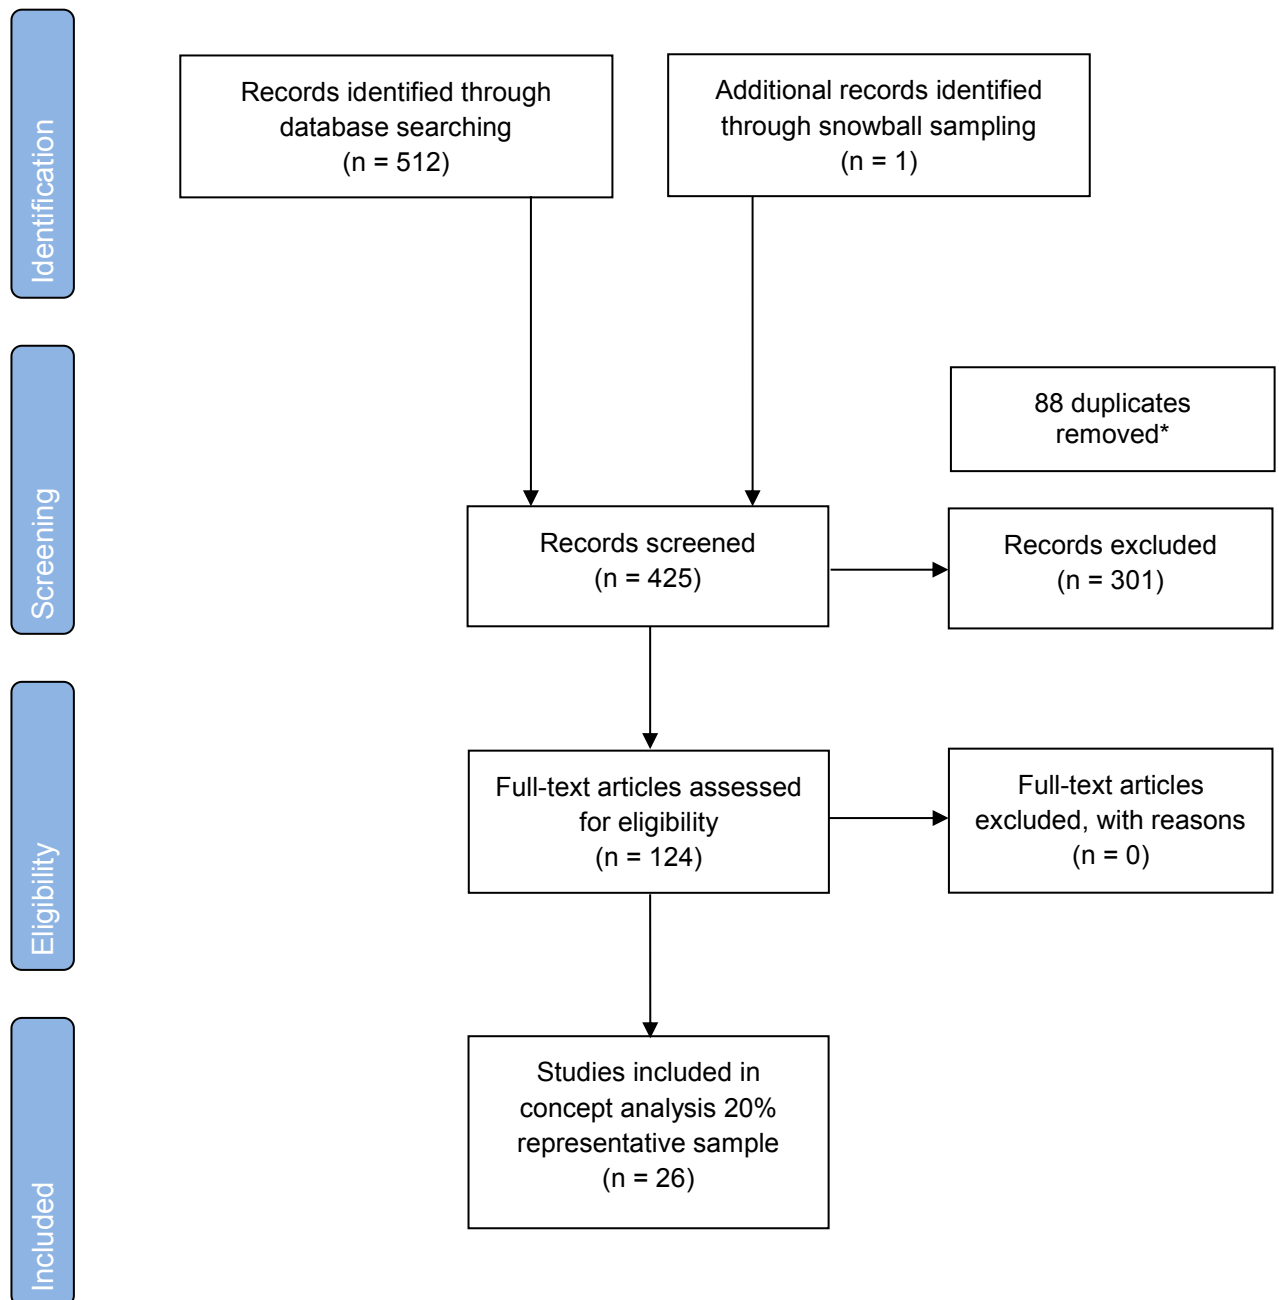 Identification
Records identified through
database searching
(n = 512)
Additional records identified
through snowball sampling
(n = 1)
Screening
88 duplicates
removed*
Records screened
(n = 425)
Records excluded
(n = 301)
Eligibility
Full-text articles assessed
for eligibility
(n = 124)
Full-text articles
excluded, with reasons
(n = 0)
Included
Studies included in
concept analysis 20%
representative sample
(n = 26)